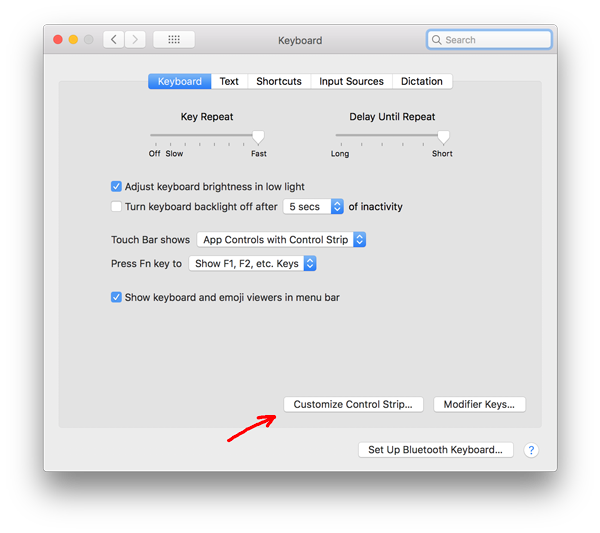 Keyboard
Search
Keyboard Text Shortcuts Input Sources Dictation
Key Repeat Delay Until Repeat
Off Slow Fast Long Short
Adjust keyboard brightness in low light
Turn keyboard backlight off after 5 secs of inactivity
Touch Bar shows App Controls with Control Strip
Press Fn key to Show F1, F2, etc. Keys
Show keyboard and emoji viewers in menu bar
Customize Control Strip... Modifier Keys...
Set Up Bluetooth Keyboard... ?